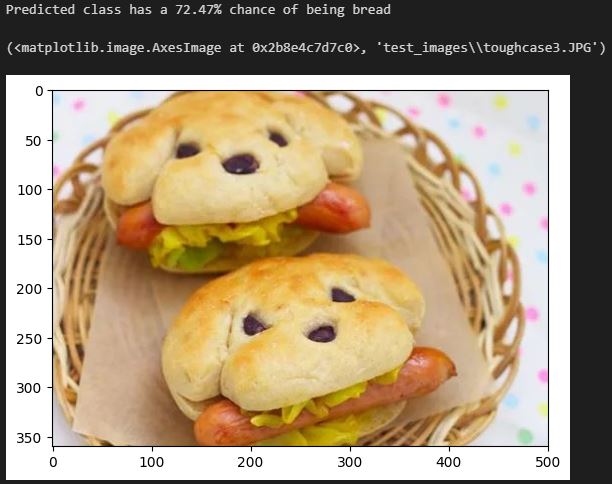 Predicted class has a 72.47% chance of being bread
(<matplotlib.image.AxesImage at 0x2b8e4c7d7c0>, 'test_images\\toughcase3.JPG')
0
50
100
150
200
250
300
350
0 100 200 300 400 500